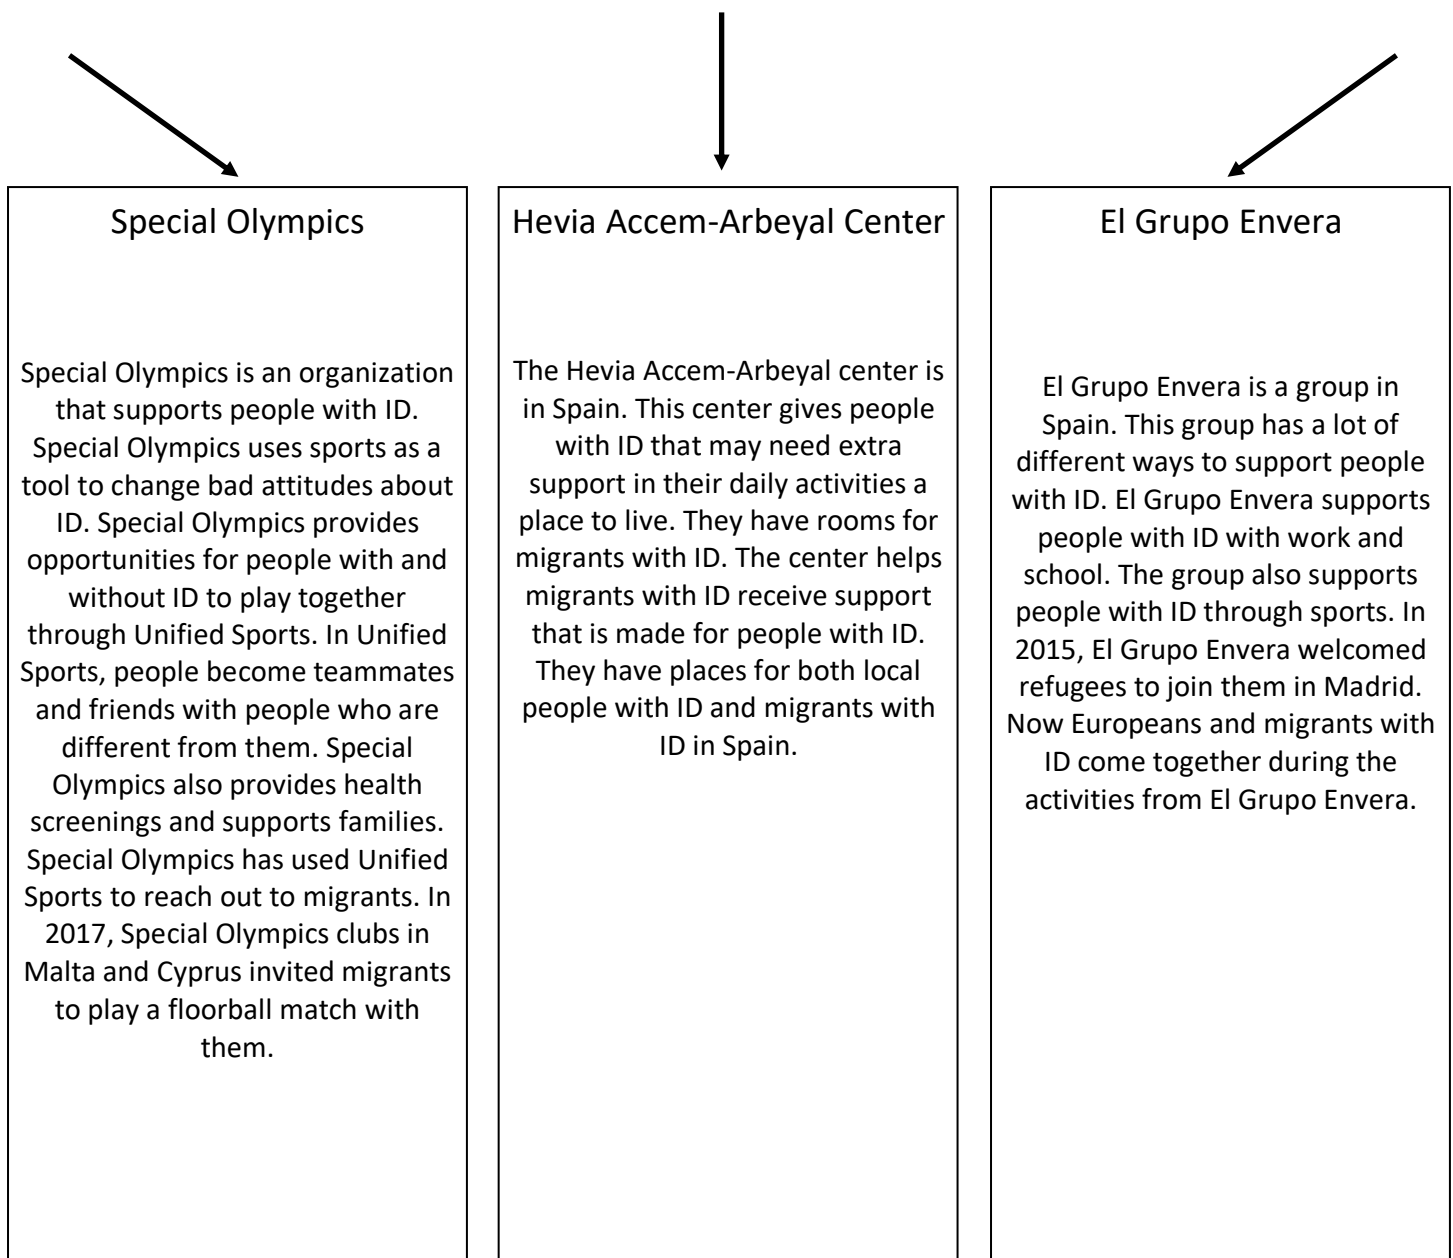 Special Olympics
Special Olympics is an organization
that supports people with ID.
Special Olympics uses sports as a
tool to change bad attitudes about
ID. Special Olympics provides
opportunities for people with and
without ID to play together
through Unified Sports. In Unified
Sports, people become teammates
and friends with people who are
different from them. Special
Olympics also provides health
screenings and supports families.
Special Olympics has used Unified
Sports to reach out to migrants. In
2017, Special Olympics clubs in
Malta and Cyprus invited migrants
to play a floorball match with
them.
Hevia Accem-Arbeyal Center
The Hevia Accem-Arbeyal center is
in Spain. This center gives people
with ID that may need extra
support in their daily activities a
place to live. They have rooms for
migrants with ID. The center helps
migrants with ID receive support
that is made for people with ID.
They have places for both local
people with ID and migrants with
ID in Spain.
El Grupo Envera
El Grupo Envera is a group in
Spain. This group has a lot of
different ways to support people
with ID. El Grupo Envera supports
people with ID with work and
school. The group also supports
people with ID through sports. In
2015, El Grupo Envera welcomed
refugees to join them in Madrid.
Now Europeans and migrants with
ID come together during the
activities from El Grupo Envera.